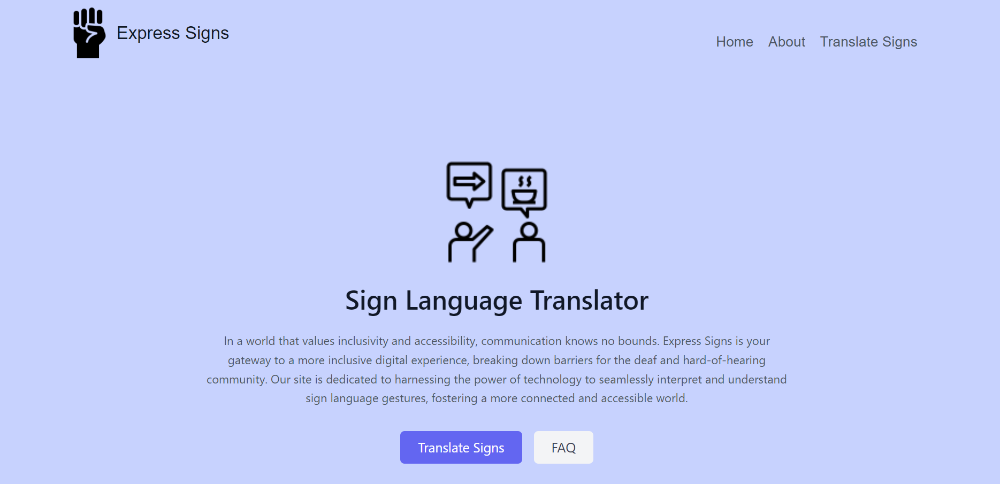 Express Signs
Home About Translate Signs
Sign Language Translator
In a world that values inclusivity and accessibility, communication knows no bounds. Express Signs is your
gateway to a more inclusive digital experience, breaking down barriers for the deaf and hard-of-hearing
community. Our site is dedicated to harnessing the power of technology to seamlessly interpret and understand
sign language gestures, fostering a more connected and accessible world.
Translate Signs FAQ